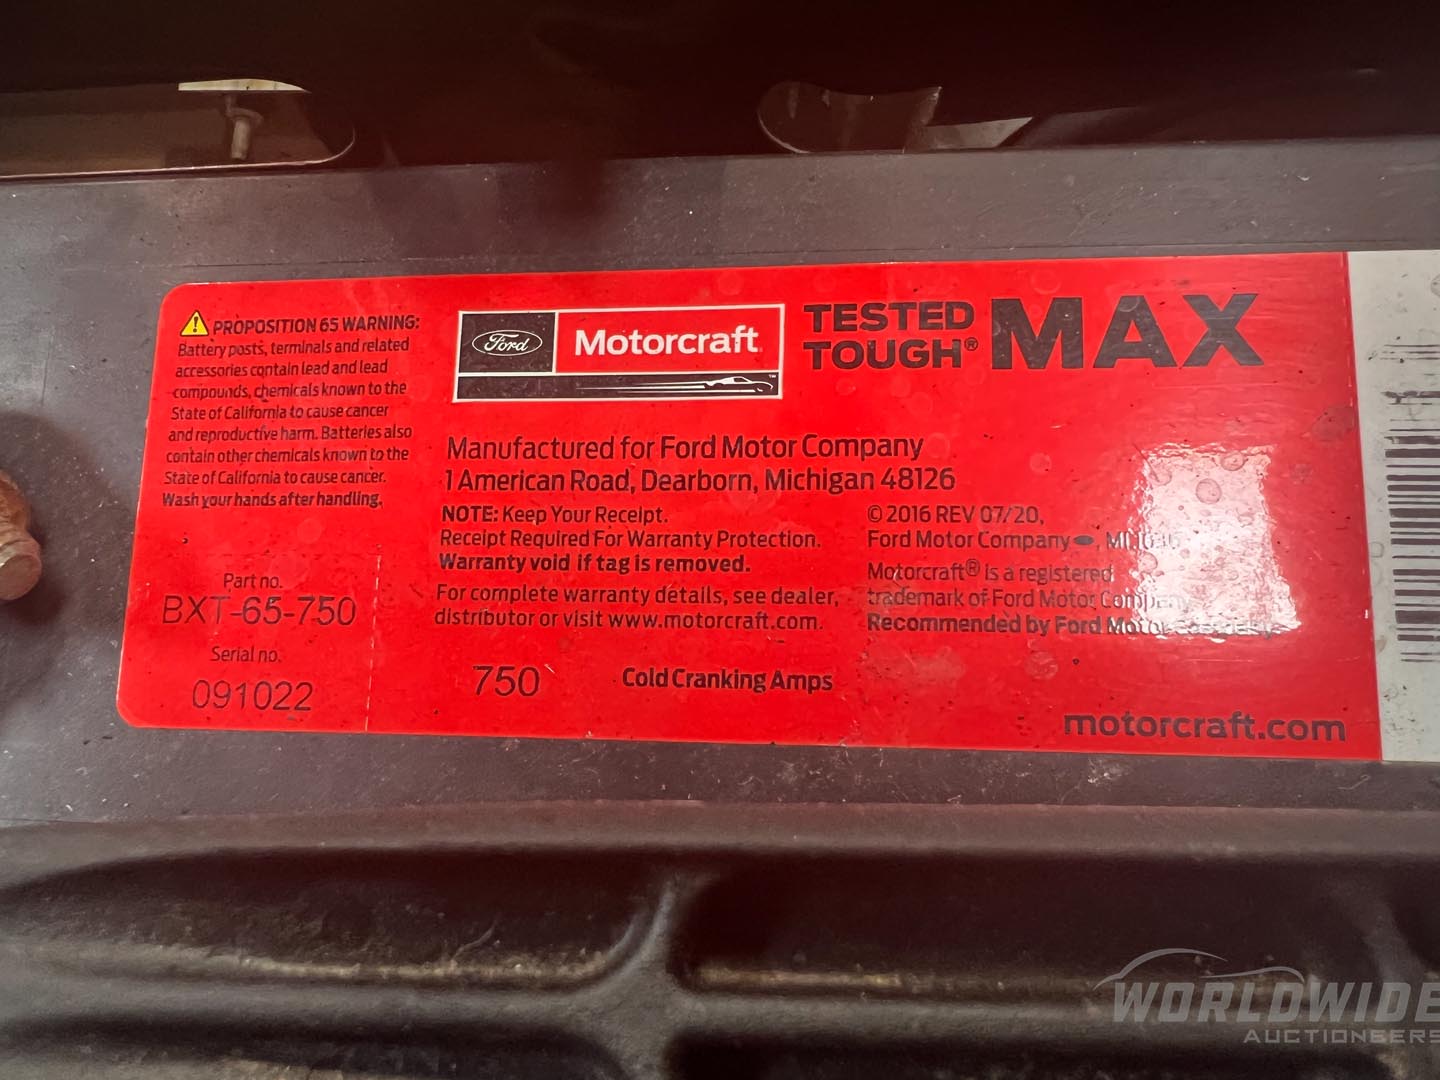 PROPOSITION 65 WARNING:
Battery posts, terminals and related
accessories contain lead and lead
compounds, chemicals known to the
State of California to cause cancer
and reproductive harm. Batteries also
contain other chemicals known to the
State of California to cause cancer.
Wash your hands after handling.
Part no.
BXT-65-750
Serial no.
091022
Ford
Motorcraft
TM
TESTED
TOUGH®
MAX
Manufactured for Ford Motor Company
1 American Road, Dearborn, Michigan 48126
NOTE: Keep Your Receipt.
Receipt Required For Warranty Protection.
Warranty void if tag is removed.
For complete warranty details, see dealer,
distributor or visit www.motorcraft.com.
750 Cold Cranking Amps
© 2016 REV 07/20,
Ford Motor Company
Motorcraft® is a registered
trademark of Ford Motor Company
Recommended by Ford Motor
motorcraft.com
WORLDWIDE
AUCTIONEERS